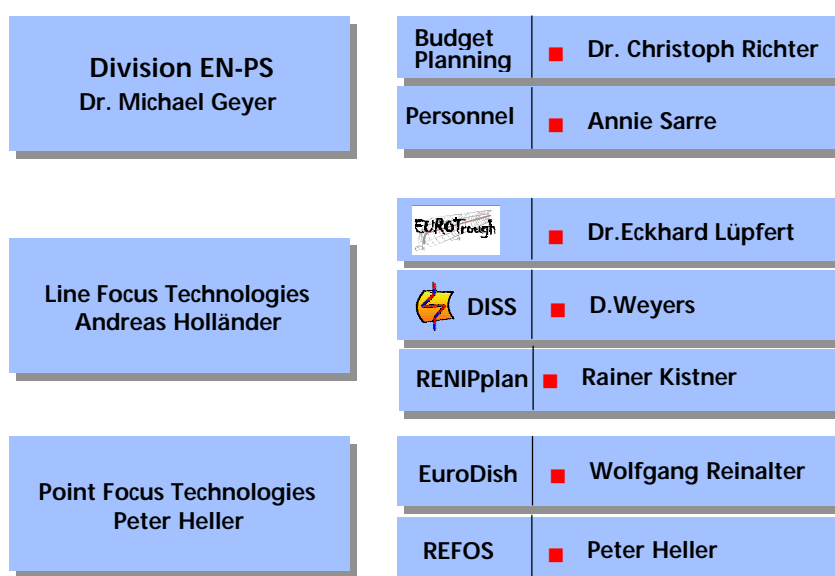 Division EN-PS
Dr. Michael Geyer
Budget
Planning
Dr. Christoph Richter
Personnel
Annie Sarre
Line Focus Technologies
Andreas Holländer
EUROTrough
Dr.Eckhard Lüpfert
DISS
D.Weyers
RENIPplan
Rainer Kistner
Point Focus Technologies
Peter Heller
EuroDish
Wolfgang Reinalter
REFOS
Peter Heller